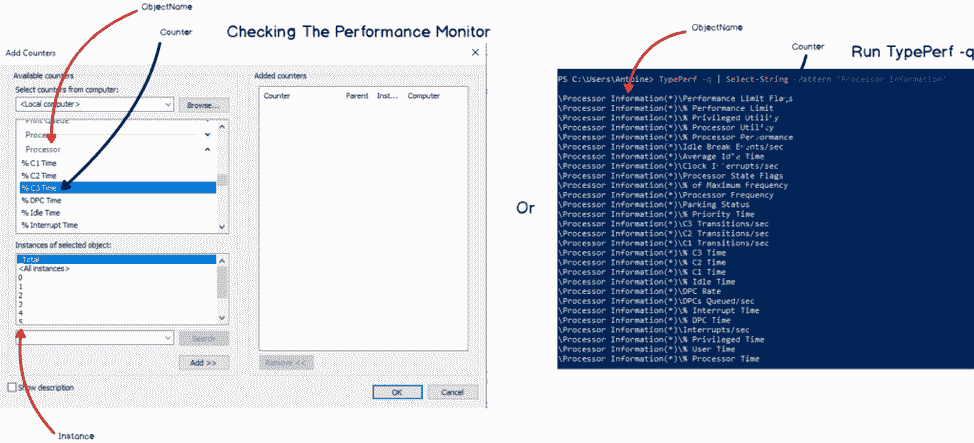 ObjectName
Counter
Checking The Performance Monitor
Add Counters
Available counters
Select counters from computer:
<Local computer>
Browse...
Print Queue
Processor
% C1 Time
% C2 Time
% C3 Time
% DPC Time
% Idle Time
% Interrupt Time
Instances of selected object:
_Total
<All instances>
0
1
2
3
4
5
Search
Add >>
Show description
Instance
Added counters
Counter Parent Inst... Computer
Remove <<
OK
Cancel
Or
ObjectName
Counter
Run TypePerf -q
PS C:\Users\Antoine> TypePerf -q | Select-String -Pattern "Processor Information"
\Processor Information(*)\Performance Limit Flags
\Processor Information(*)\% Performance Limit
\Processor Information(*)\% Privileged Utility
\Processor Information(*)\% Processor Utility
\Processor Information(*)\% Processor Performance
\Processor Information(*)\Idle Break Events/sec
\Processor Information(*)\Average Idle Time
\Processor Information(*)\Clock Interrupts/sec
\Processor Information(*)\Processor State Flags
\Processor Information(*)\% of Maximum Frequency
\Processor Information(*)\Processor Frequency
\Processor Information(*)\Parking Status
\Processor Information(*)\% Priority Time
\Processor Information(*)\C3 Transitions/sec
\Processor Information(*)\C2 Transitions/sec
\Processor Information(*)\C1 Transitions/sec
\Processor Information(*)\% C3 Time
\Processor Information(*)\% C2 Time
\Processor Information(*)\% C1 Time
\Processor Information(*)\% Idle Time
\Processor Information(*)\DPC Rate
\Processor Information(*)\DPCs Queued/sec
\Processor Information(*)\% Interrupt Time
\Processor Information(*)\% DPC Time
\Processor Information(*)\Interrupts/sec
\Processor Information(*)\% Privileged Time
\Processor Information(*)\% User Time
\Processor Information(*)\% Processor Time